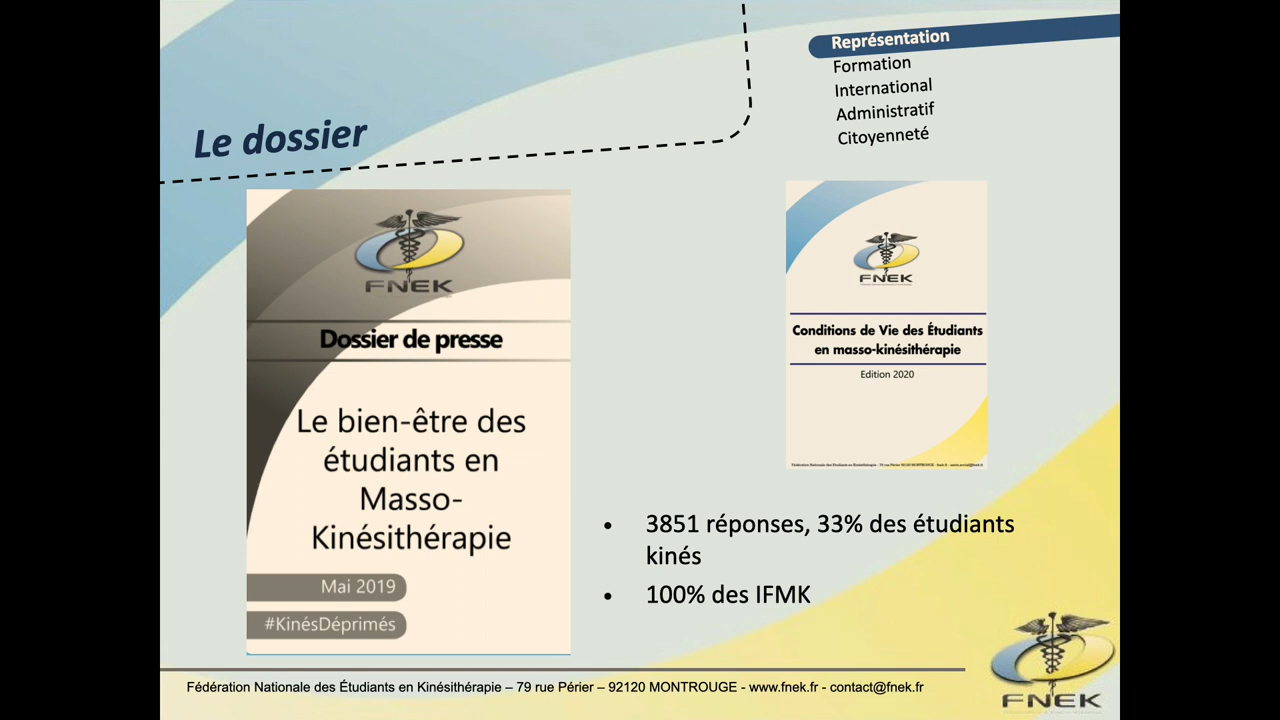 Représentation
Formation
International
Administratif
Citoyenneté
Le dossier
FNEK
Dossier de presse
Le bien-être des
étudiants en
Masso-
Kinésithérapie
Mai 2019
#KinésDéprimés
FNEK
Conditions de Vie des Étudiants
en masso-kinésithérapie
Edition 2020
• 3851 réponses, 33% des étudiants
kinés
• 100% des IFMK
Fédération Nationale des Étudiants en Kinésithérapie – 79 rue Périer – 92120 MONTROUGE - www.fnek.fr - contact@fnek.fr
FNEK